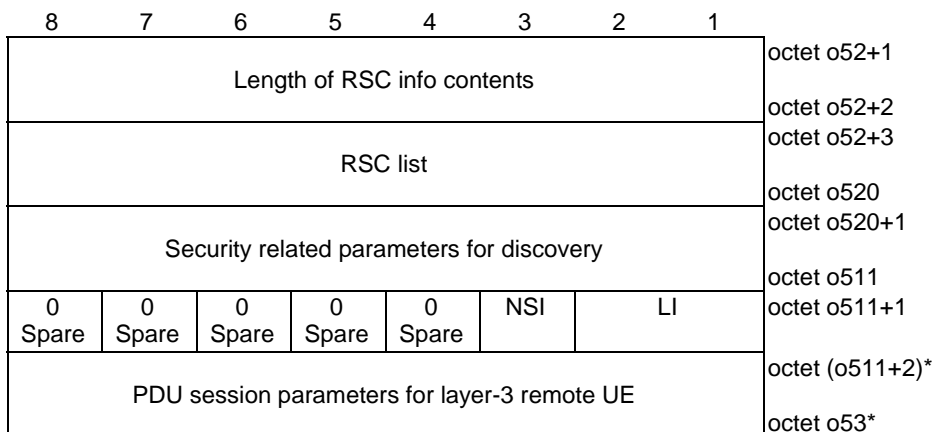 8 7 6 5 4 3 2 1
octet o52+1
Length of RSC info contents
octet o52+2
octet o52+3
RSC list
octet o520
octet o520+1
Security related parameters for discovery
octet o511
0 0 0 0 0 NSI LI octet o511+1
Spare Spare Spare Spare Spare
octet (o511+2)*
PDU session parameters for layer-3 remote UE
octet o53*